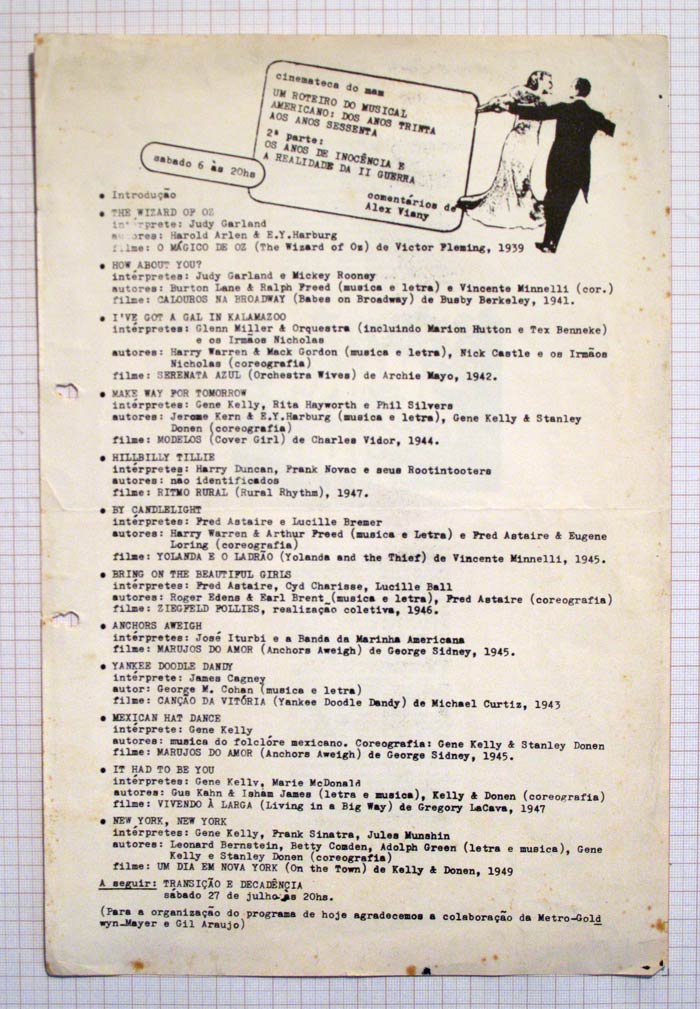 cinemateca do mam
UM ROTEIRO DO MUSICAL
AMERICANO: DOS ANOS TRINTA
AOS ANOS SESSENTA
2ª parte:
OS ANOS DE INOCÊNCIA E
A REALIDADE DA II GUERRA
comentários de
Alex Viany
sabado 6 às 20hs
• Introdução
• THE WIZARD OF OZ
intérprete: Judy Garland
autores: Harold Arlen & E.Y.Harburg
filme: O MÁGICO DE OZ (The Wizard of Oz) de Victor Fleming, 1939
• HOW ABOUT YOU?
intérpretes: Judy Garland e Mickey Rooney
autores: Burton Lane & Ralph Freed (musica e letra) e Vincente Minnelli (cor.)
filme: CALOUROS NA BROADWAY (Babes on Broadway) de Busby Berkeley, 1941.
• I'VE GOT A GAL IN KALAMAZOO
intérpretes: Glenn Miller & Orquestra (incluindo Marion Hutton e Tex Benneke)
e os Irmãos Nicholas
autores: Harry Warren & Mack Gordon (musica e letra), Nick Castle e os Irmãos
Nicholas (coreografia)
filme: SERENATA AZUL (Orchestra Wives) de Archie Mayo, 1942.
• MAKE WAY FOR TOMORROW
intérpretes: Gene Kelly, Rita Hayworth e Phil Silvers
autores: Jerome Kern & E.Y.Harburg (musica e letra), Gene Kelly & Stanley
Donen (coreografia)
filme: MODELOS (Cover Girl) de Charles Vidor, 1944.
• HILLBILLY TILLIE
intérpretes: Harry Duncan, Frank Novac e seus Rootintooters
autores: não identificados
filme: RITMO RURAL (Rural Rhythm), 1947.
• BY CANDLELIGHT
intérpretes: Fred Astaire e Lucille Bremer
autores: Harry Warren & Arthur Freed (musica e Letra) e Fred Astaire & Eugene
Loring (coreografia)
filme: YOLANDA E O LADRÃO (Yolanda and the Thief) de Vincente Minnelli, 1945.
• BRING ON THE BEAUTIFUL GIRLS
intérpretes: Fred Astaire, Cyd Charisse, Lucille Ball
autores: Roger Edens & Earl Brent (musica e letra), Fred Astaire (coreografia)
filme: ZIEGFELD FOLLIES, realização coletiva, 1946.
• ANCHORS AWEIGH
intérpretes: José Iturbi e a Banda da Marinha Americana
filme: MARUJOS DO AMOR (Anchors Aweigh) de George Sidney, 1945.
• YANKEE DOODLE DANDY
intérprete: James Cagney
autor: George M. Cohan (musica e letra)
filme: CANÇÃO DA VITÓRIA (Yankee Doodle Dandy) de Michael Curtiz, 1943
• MEXICAN HAT DANCE
intérprete: Gene Kelly
autores: musica do folclóre mexicano. Coreografia: Gene Kelly & Stanley Donen
filme: MARUJOS DO AMOR (Anchors Aweigh) de George Sidney, 1945.
• IT HAD TO BE YOU
intérpretes: Gene Kelly, Marie McDonald
autores: Gus Kahn & Isham James (letra e musica), Kelly & Donen (coreografia)
filme: VIVENDO À LARGA (Living in a Big Way) de Gregory LaCava, 1947
• NEW YORK, NEW YORK
intérpretes: Gene Kelly, Frank Sinatra, Jules Munshin
autores: Leonard Bernstein, Betty Comden, Adolph Green (letra e musica), Gene
Kelly e Stanley Donen (coreografia)
filme: UM DIA EM NOVA YORK (On the Town) de Kelly & Donen, 1949
A seguir: TRANSIÇÃO E DECADÊNCIA
sábado 27 de julho às 20hs.
(Para a organização do programa de hoje agradecemos a colaboração da Metro-Gold
wyn-Mayer e Gil Araujo)